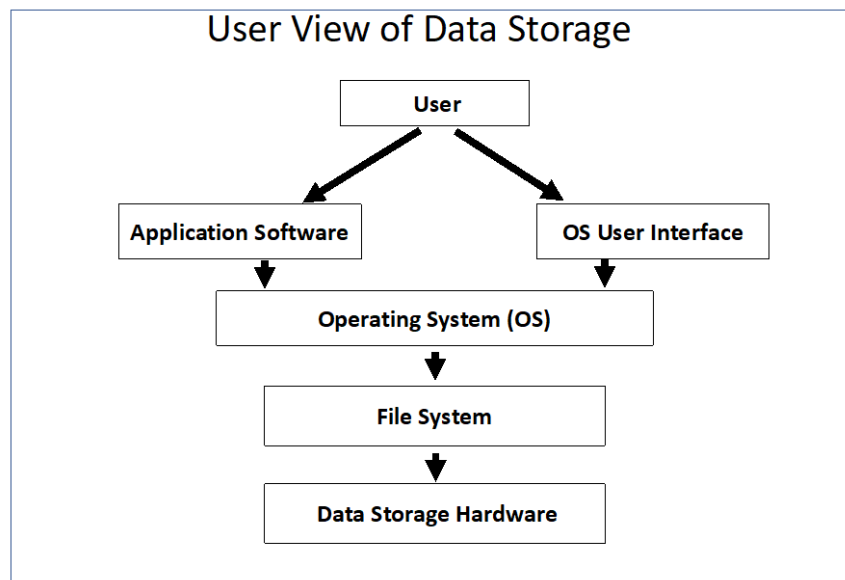 User View of Data Storage
User
Application Software
OS User Interface
Operating System (OS)
File System
Data Storage Hardware